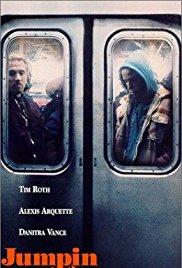 TIM ROTH
ALEXIS ARQUETTE
DANITRA VANCE
Jumpin